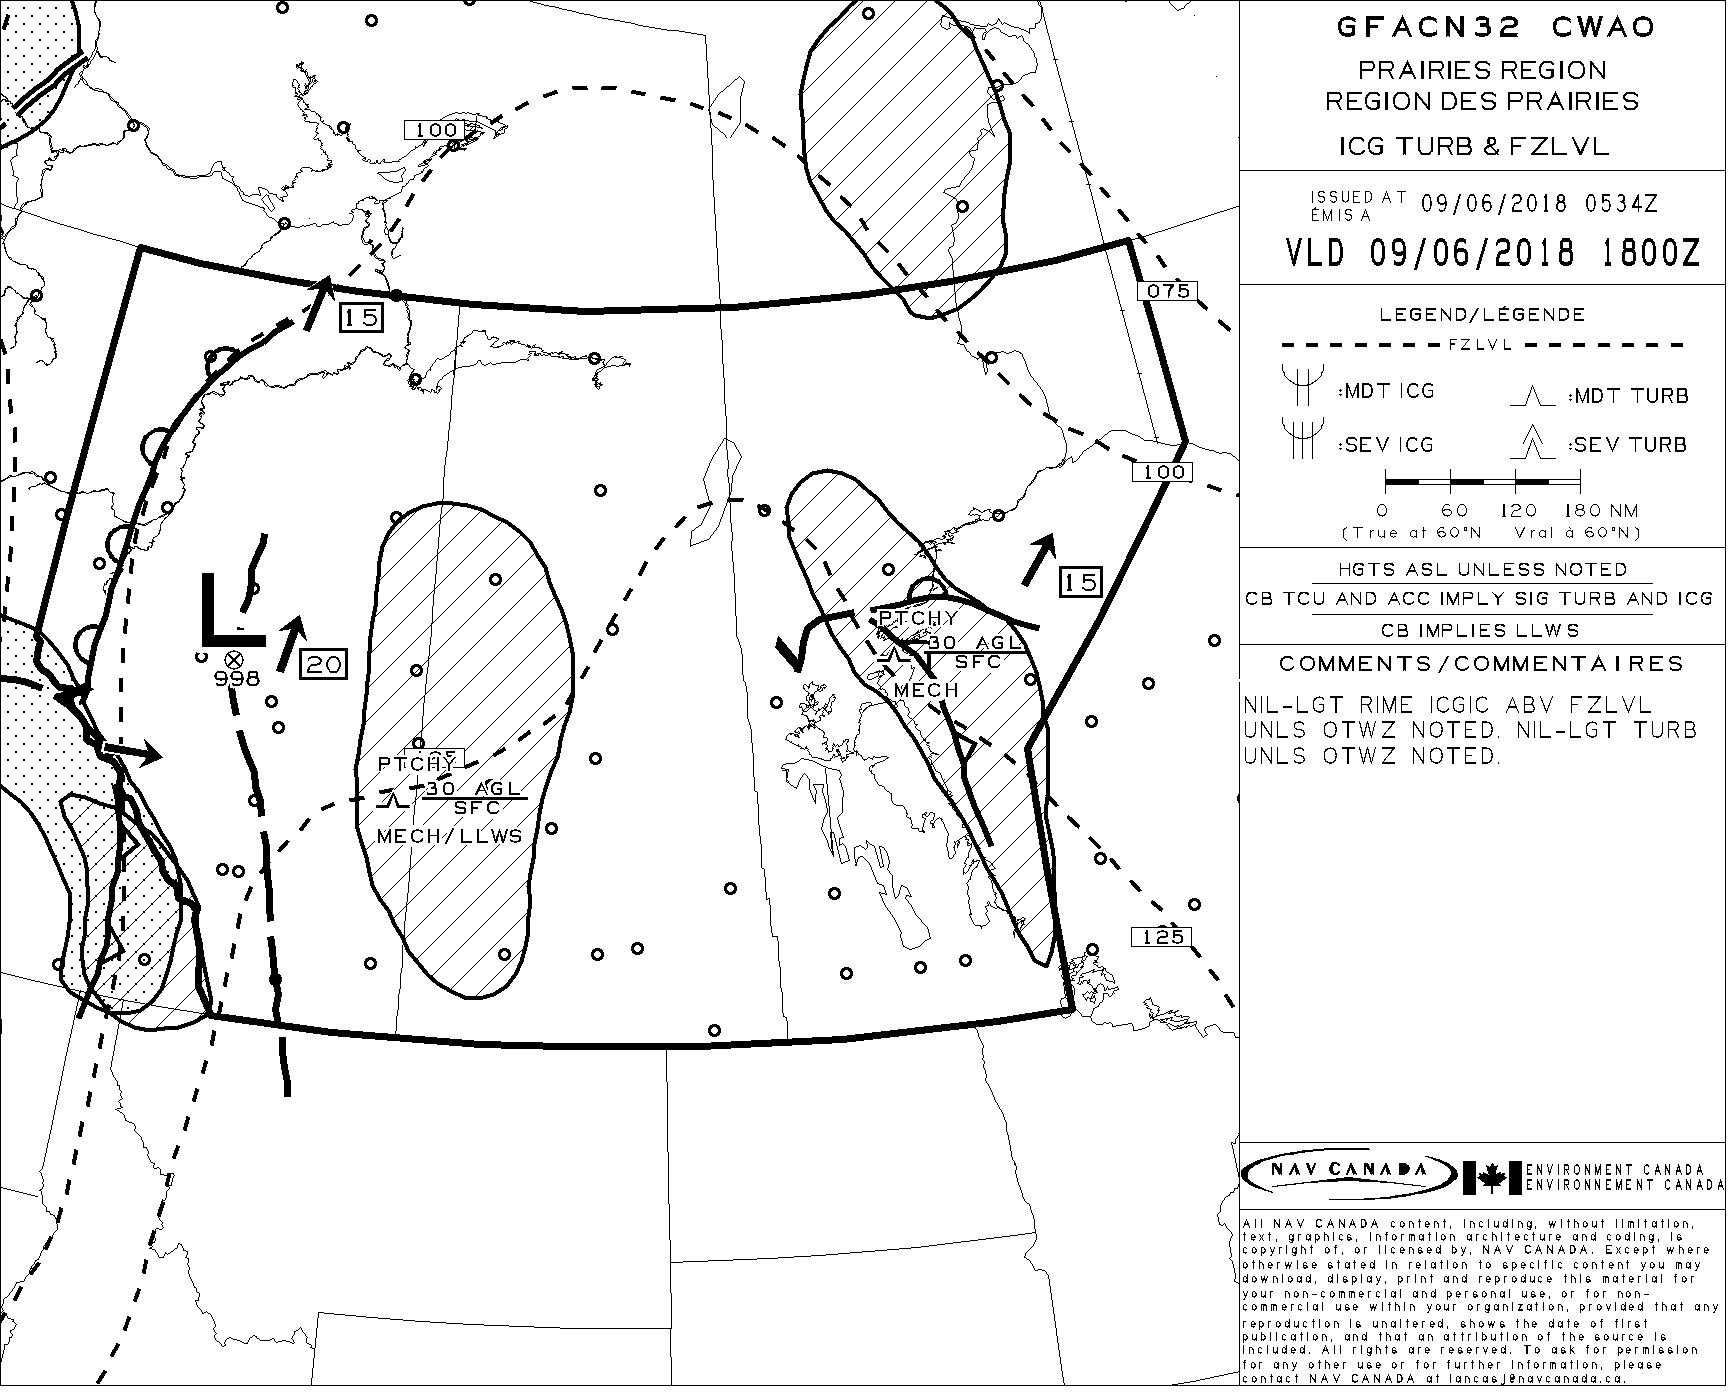 GFACN32 CWAO
PRAIRIES REGION
REGION DES PRAIRIES
ICG TURB & FZLVL
ISSUED AT
ÉMIS A
09/06/2018 0534Z
VLD 09/06/2018 1800Z
LEGEND/LÉGENDE
FZLVL
:MDT ICG
:MDT TURB
:SEV ICG
:SEV TURB
0 60 120 180 NM
(True at 60°N Vrai à 60°N)
HGTS ASL UNLESS NOTED
CB TCU AND ACC IMPLY SIG TURB AND ICG
CB IMPLIES LLWS
COMMENTS/COMMENTAIRES
NIL-LGT RIME ICGIC ABV FZLVL
UNLS OTWZ NOTED. NIL-LGT TURB
UNLS OTWZ NOTED.
NAV CANADA
ENVIRONMENT CANADA
ENVIRONNEMENT CANADA
All NAV CANADA content, including, without limitation,
text, graphics, information architecture and coding, is
copyright of, or licensed by, NAV CANADA. Except where
otherwise stated in relation to specific content you may
download, display, print and reproduce this material for
your non-commercial and personal use, or for non-
commercial use within your organization, provided that any
reproduction is unaltered, shows the date of first
publication, and that an attribution of the source is
included. All rights are reserved. To ask for permission
for any other use or for further information, please
contact NAV CANADA at lancasj@navcanada.ca.
100
15
075
100
15
L
998
20
PTCHY
30 AGL
SFC
MECH
PTCHY
30 AGL
SFC
MECH/LLWS
125